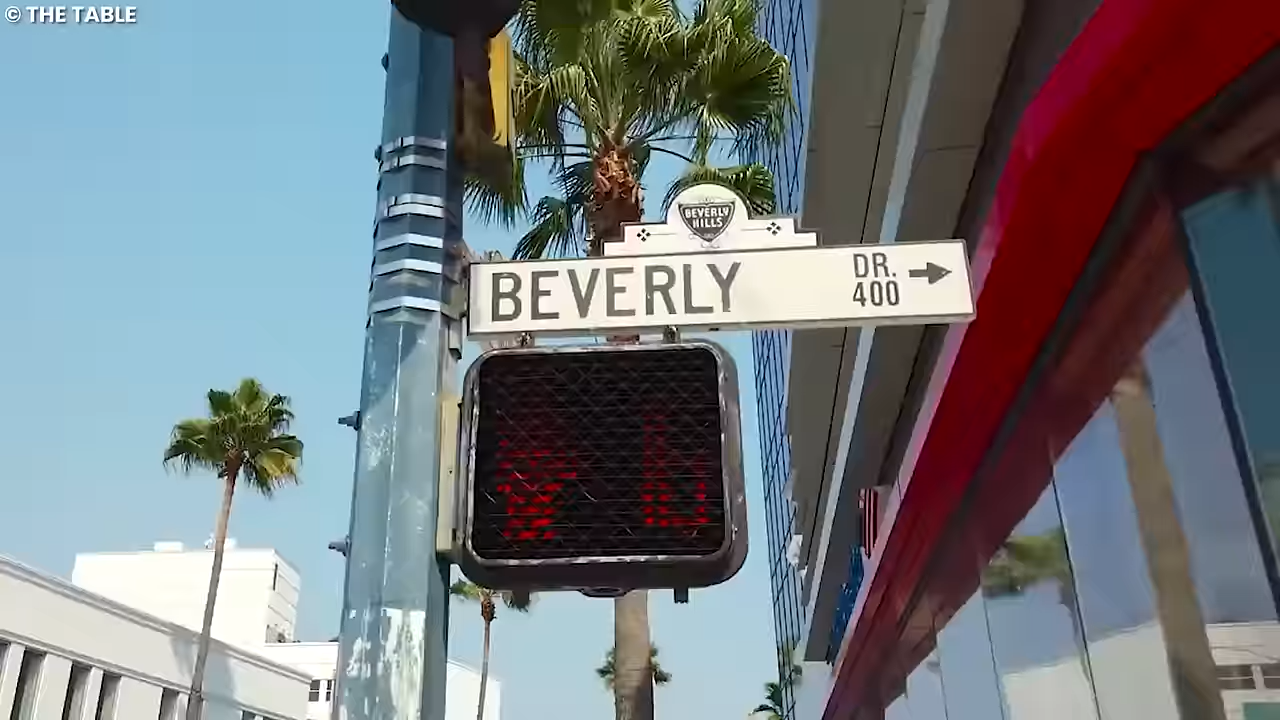 © THE TABLE
BEVERLY
HILLS
BEVERLY DR. →
400